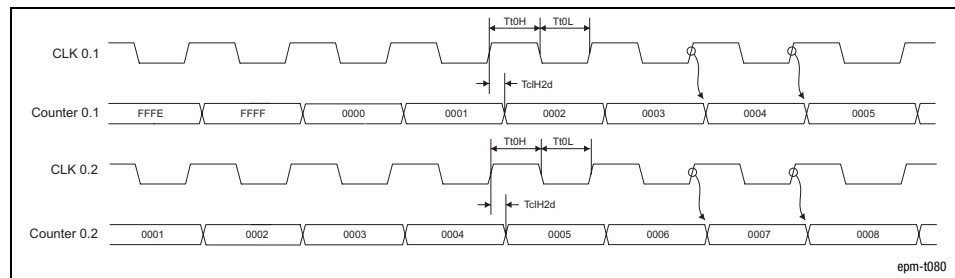 Tt0H Tt0L
CLK 0.1
TclH2d
Counter 0.1 FFFE FFFF 0000 0001 0002 0003 0004 0005
Tt0H Tt0L
CLK 0.2
TclH2d
Counter 0.2 0001 0002 0003 0004 0005 0006 0007 0008
epm-t080